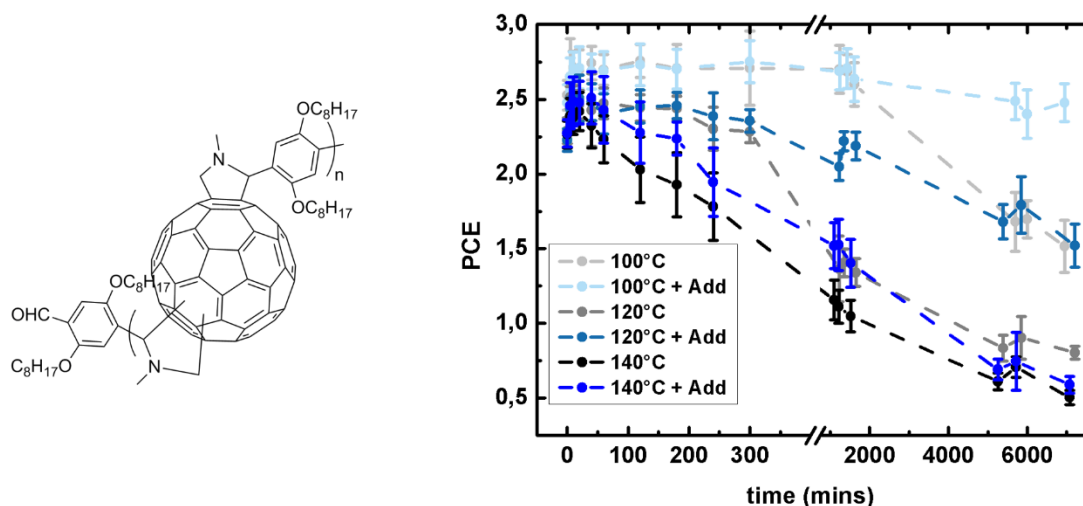 OC8H17
N
n
OC8H17
OC8H17
OHC
C8H17O
N
PCE
3,0
2,5
2,0
1,5
1,0
0,5
100°C
100°C + Add
120°C
120°C + Add
140°C
140°C + Add
0 100 200 300 2000 4000 6000
time (mins)